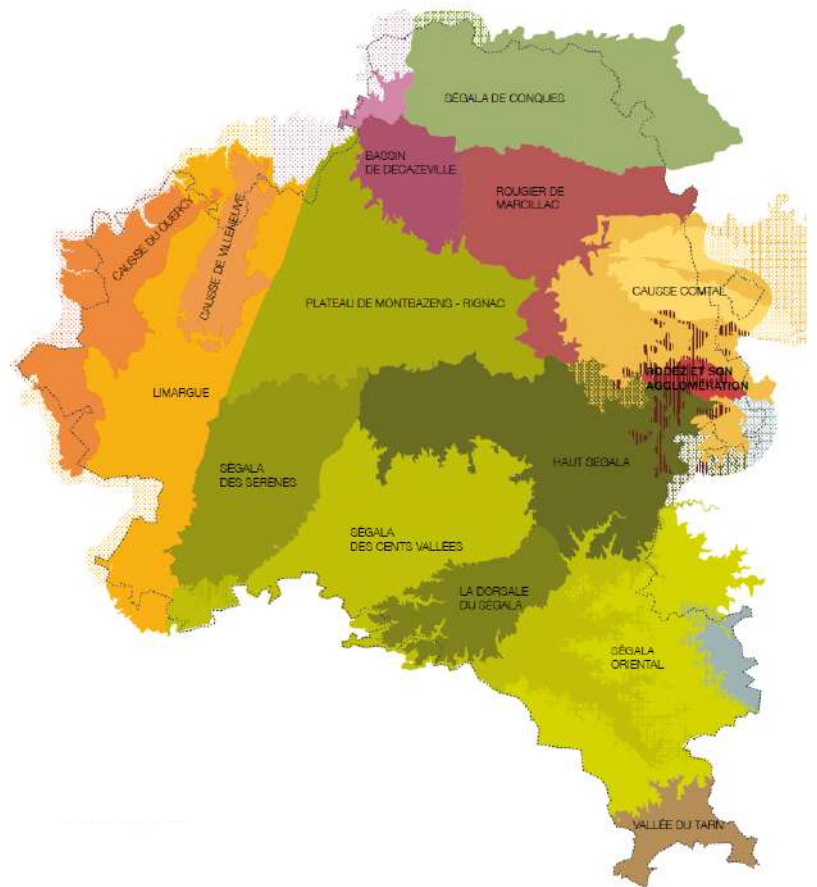 SÉGALA DE CONQUES
BASSIN
DE DECAZEVILLE
ROUGIER DE
MARCILLAC
CAUSSE DU QUERCY
CAUSSE DE VILLENEUVE
CAUSSE COMTAL
PLATEAU DE MONTBAZENS - RIGNAC
RODEZ ET SON
AGGLOMÉRATION
LIMARGUE
HAUT SÉGALA
SÉGALA
DES SERÈNES
SÉGALA
DES CENTS VALLÉES
LA DORSALE
DU SÉGALA
SÉGALA
ORIENTAL
VALLÉE DU TARN